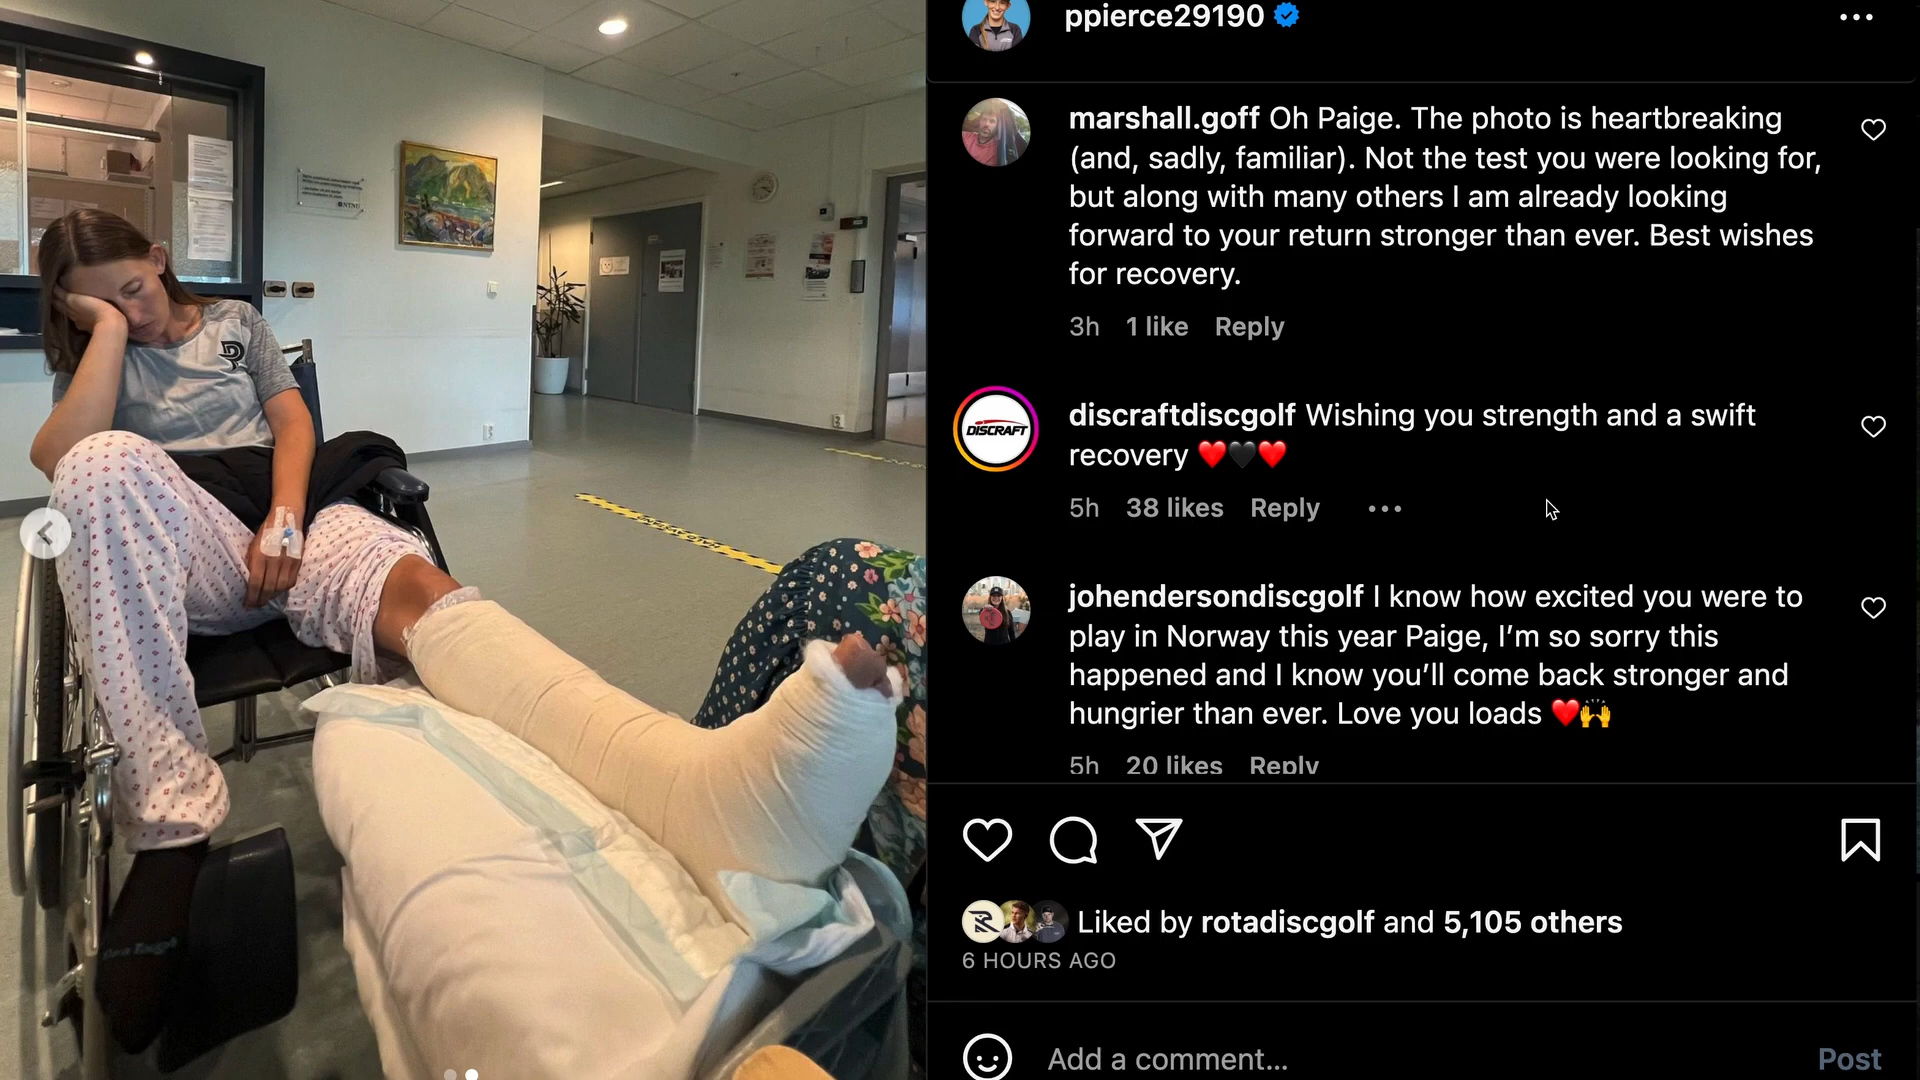 ppierce29190
marshall.goff Oh Paige. The photo is heartbreaking
(and, sadly, familiar). Not the test you were looking for,
but along with many others I am already looking
forward to your return stronger than ever. Best wishes
for recovery.
3h 1 like Reply
DISCRAFT
discraftdiscgolf Wishing you strength and a swift
recovery ❤️🖤❤️
5h 38 likes Reply
johendersondiscgolf I know how excited you were to
play in Norway this year Paige, I’m so sorry this
happened and I know you’ll come back stronger and
hungrier than ever. Love you loads ❤️🙌
5h 20 likes Reply
Liked by rotadiscgolf and 5,105 others
6 HOURS AGO
Add a comment...
Post
NTNU